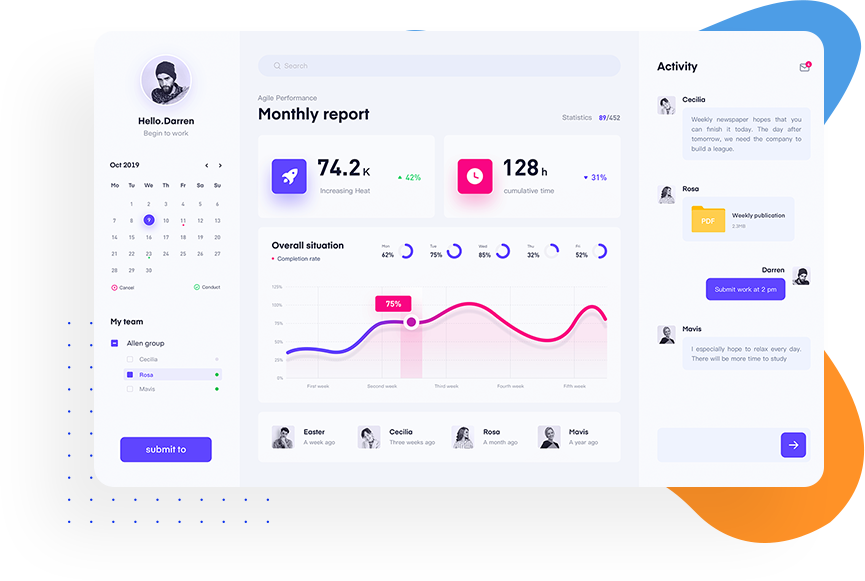 Hello.Darren
Begin to work
Oct 2019
Mo Tu We Th Fr Sa Su
1 2 3 4 5 6
7 8 9 10 11 12 13
14 15 16 17 18 19 20
21 22 23 23 25 26 27
28 29 30
Cancel
Conduct
My team
Allen group
Cecilia
Rosa
Mavis
submit to
Search
Agile Performance
Monthly report
Statistics 89/452
74.2 K
42%
Increasing Heat
128 h
31%
cumulative time
Overall situation
Completion rate
Mon
62%
Tue
75%
Wed
85%
Thu
32%
Fri
52%
125%
100%
75%
50%
25%
0%
75%
First week
Second week
Third week
Fourth week
Fifth week
Easter
A week ago
Cecilia
Three weeks ago
Rosa
A month ago
Mavis
A year ago
Activity
Cecilia
Weekly newspaper hopes that you
can finish it today. The day after
tomorrow, we need the company to
build a league.
Rosa
PDF
Weekly publication
2.3MB
Darren
Submit work at 2 pm
Mavis
I especially hope to relax every day.
There will be more time to study